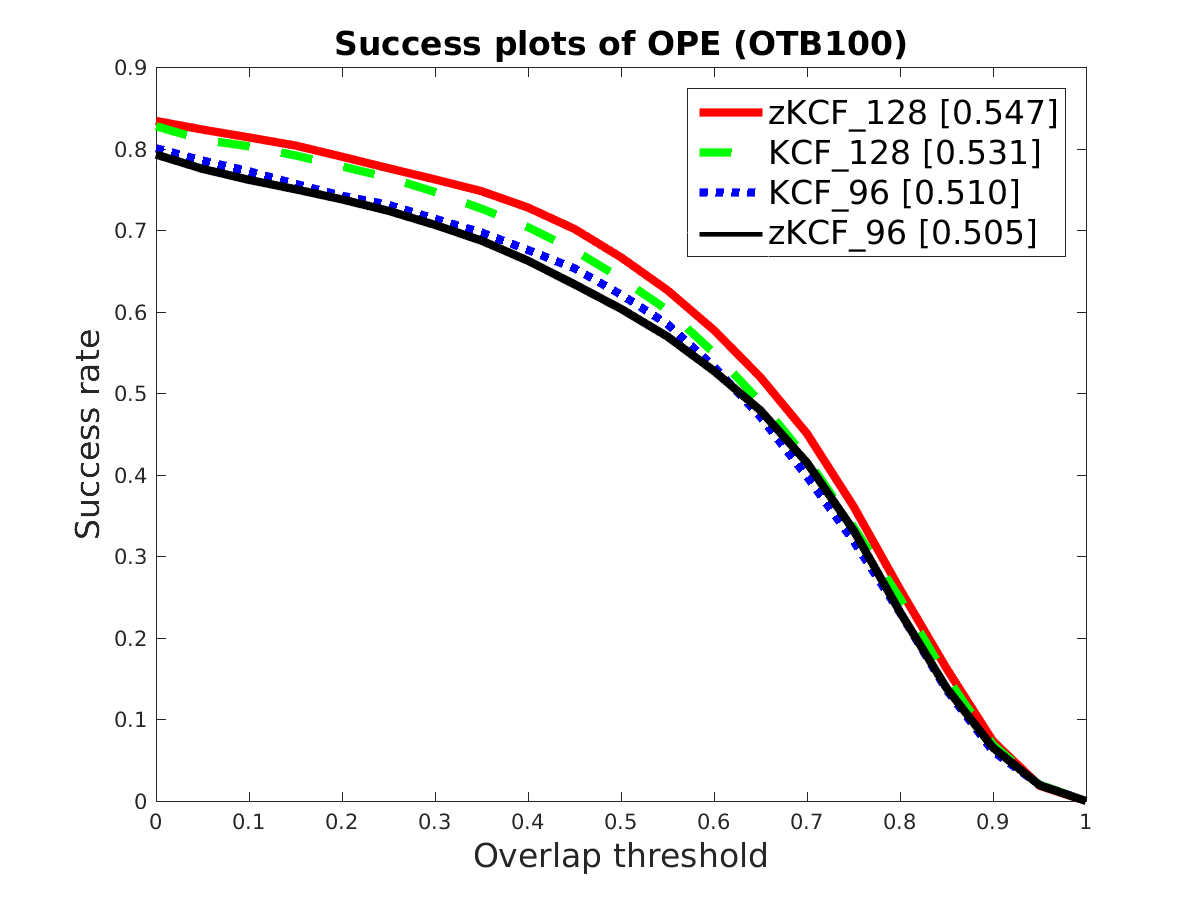 Success plots of OPE (OTB100)
0.9
0.8
0.7
0.6
0.5
0.4
0.3
0.2
0.1
0
Success rate
zKCF_128 [0.547]
KCF_128 [0.531]
KCF_96 [0.510]
zKCF_96 [0.505]
0 0.1 0.2 0.3 0.4 0.5 0.6 0.7 0.8 0.9 1
Overlap threshold